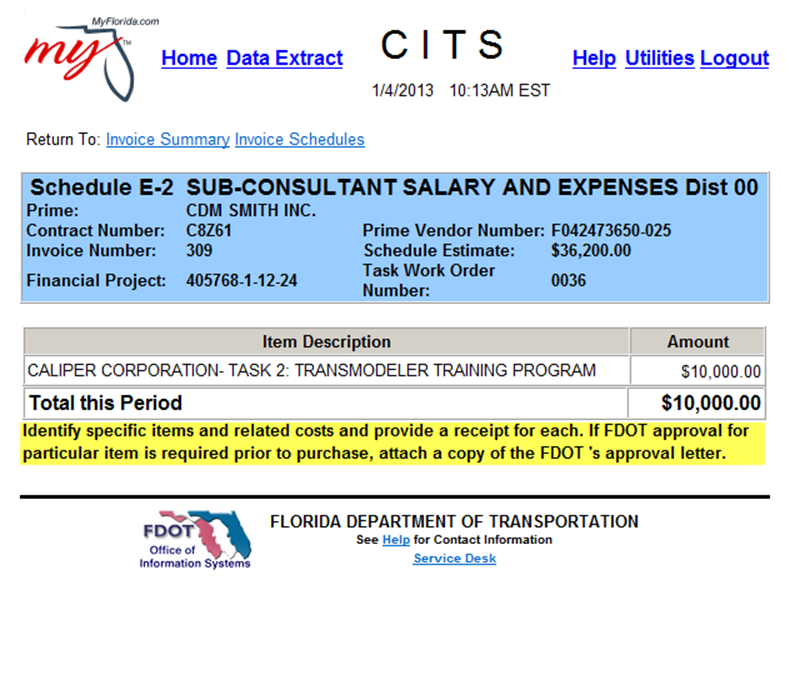 MyFlorida.com
my TM
Home Data Extract CITS Help Utilities Logout
1/4/2013 10:13AM EST
Return To: Invoice Summary Invoice Schedules
Schedule E-2 SUB-CONSULTANT SALARY AND EXPENSES Dist 00
Prime: CDM SMITH INC.
Contract Number: C8Z61 Prime Vendor Number: F042473650-025
Invoice Number: 309 Schedule Estimate: $36,200.00
Financial Project: 405768-1-12-24 Task Work Order Number: 0036
Item Description Amount
CALIPER CORPORATION- TASK 2: TRANSMODELER TRAINING PROGRAM $10,000.00
Total this Period $10,000.00
Identify specific items and related costs and provide a receipt for each. If FDOT approval for
particular item is required prior to purchase, attach a copy of the FDOT 's approval letter.
FDOT
Office of
Information Systems
FLORIDA DEPARTMENT OF TRANSPORTATION
See Help for Contact Information
Service Desk